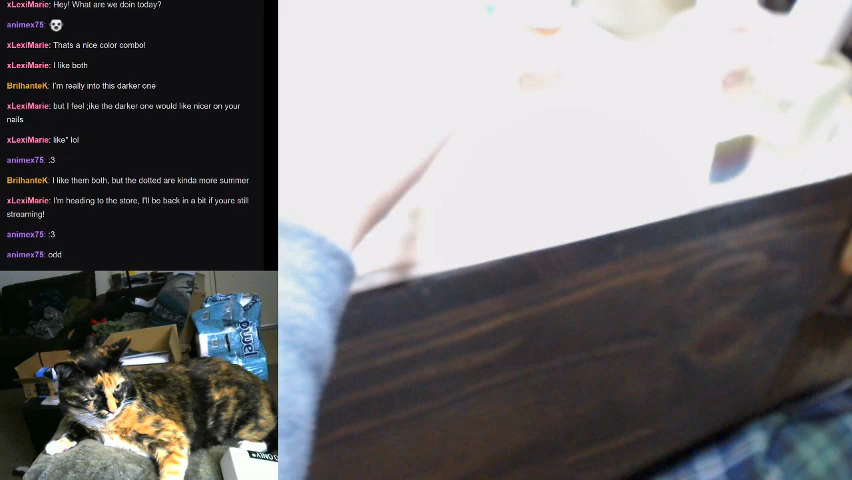 xLexiMarie: Hey! What are we doin today?
animex75:
xLexiMarie: Thats a nice color combo!
xLexiMarie: I like both
BrilhanteK: I'm really into this darker one
xLexiMarie: but I feel ;ike the darker one would like nicer on your
nails
xLexiMarie: like* lol
animex75: :3
BrilhanteK: I like them both, but the dotted are kinda more summer
xLexiMarie: I'm heading to the store, I'll be back in a bit if youre still
streaming!
animex75: :3
animex75: odd